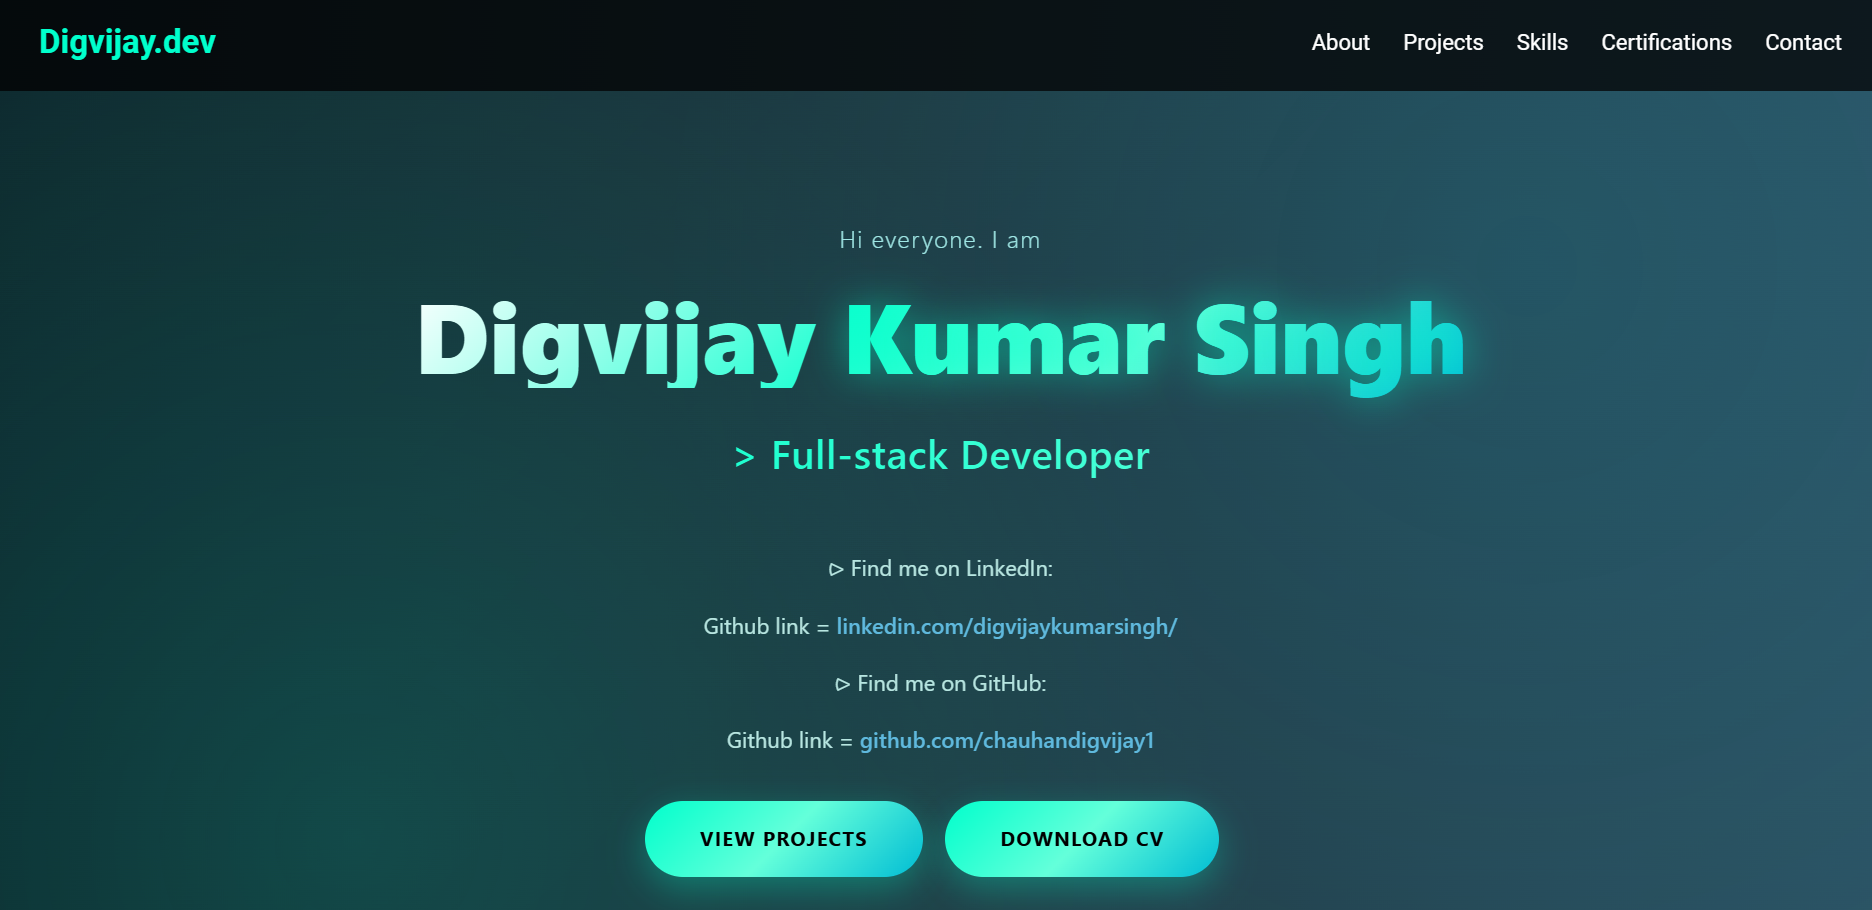 Digvijay.dev
About Projects Skills Certifications Contact
Hi everyone. I am
Digvijay Kumar Singh
> Full-stack Developer
▷ Find me on LinkedIn:
Github link = linkedin.com/digvijaykumarsingh/
▷ Find me on GitHub:
Github link = github.com/chauhandigvijay1
VIEW PROJECTS
DOWNLOAD CV